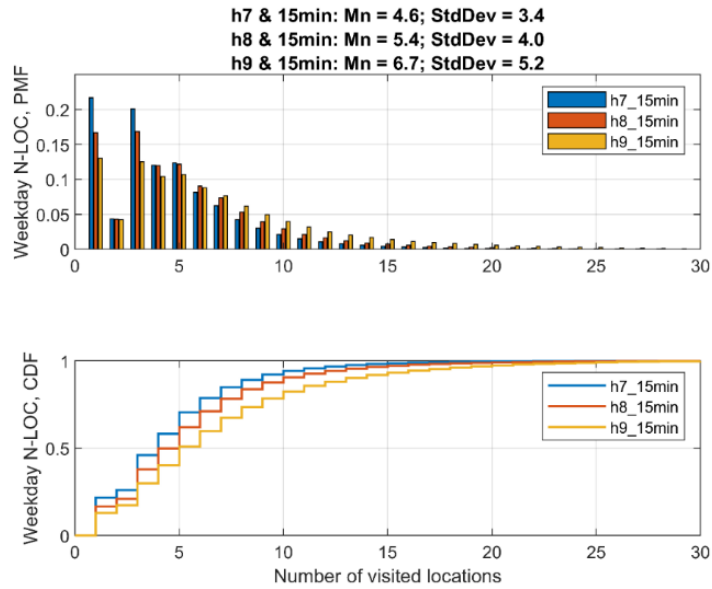 h7 & 15min: Mn = 4.6; StdDev = 3.4
h8 & 15min: Mn = 5.4; StdDev = 4.0
h9 & 15min: Mn = 6.7; StdDev = 5.2
Weekday N-LOC, PMF
0.2
0.15
0.1
0.05
0
h7_15min
h8_15min
h9_15min
0 5 10 15 20 25 30
Weekday N-LOC, CDF
1
0.5
0
h7_15min
h8_15min
h9_15min
0 5 10 15 20 25 30
Number of visited locations